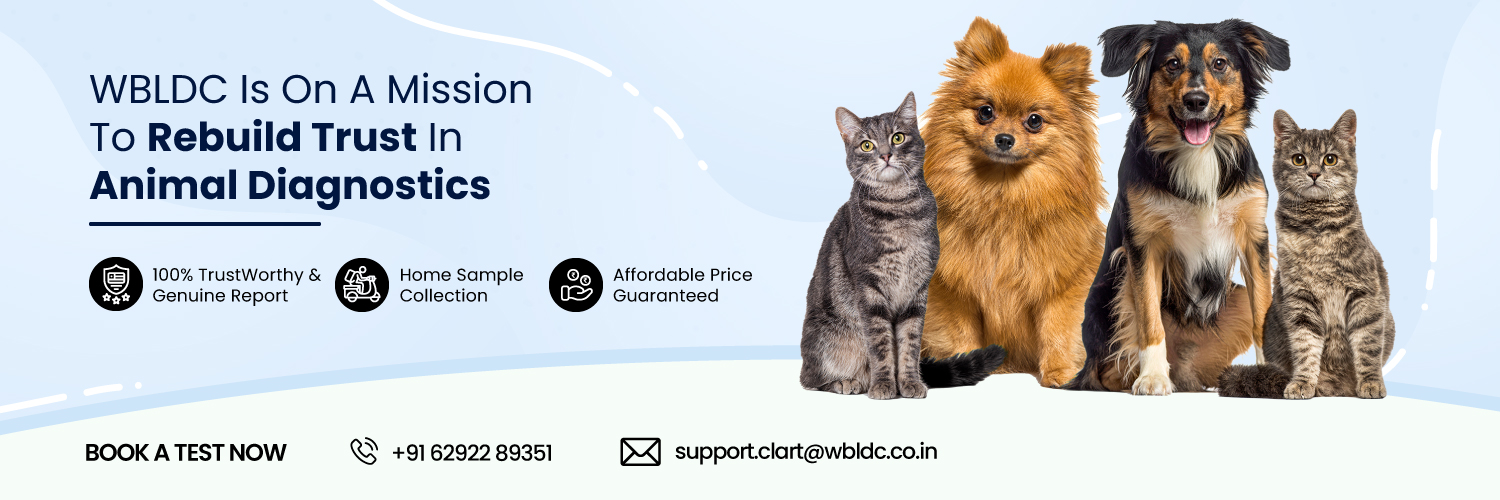 WBLDC Is On A Mission
To Rebuild Trust In
Animal Diagnostics
100% TrustWorthy &
Genuine Report
Home Sample
Collection
Affordable Price
Guaranteed
BOOK A TEST NOW
+91 62922 89351
support.clart@wbldc.co.in